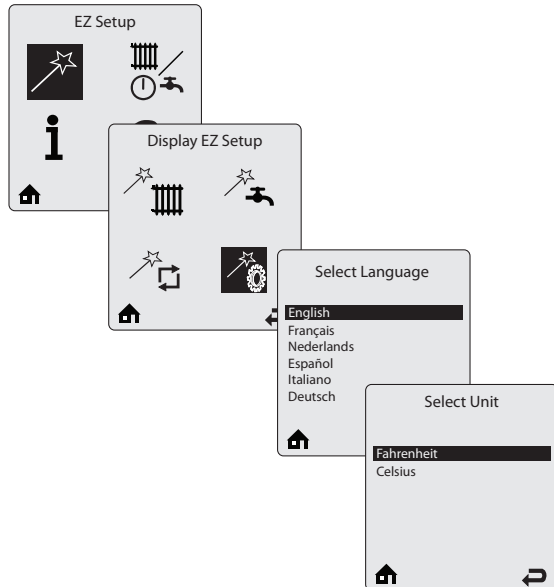 EZ Setup
Display EZ Setup
Select Language
English
Français
Nederlands
Español
Italiano
Deutsch
Select Unit
Fahrenheit
Celsius